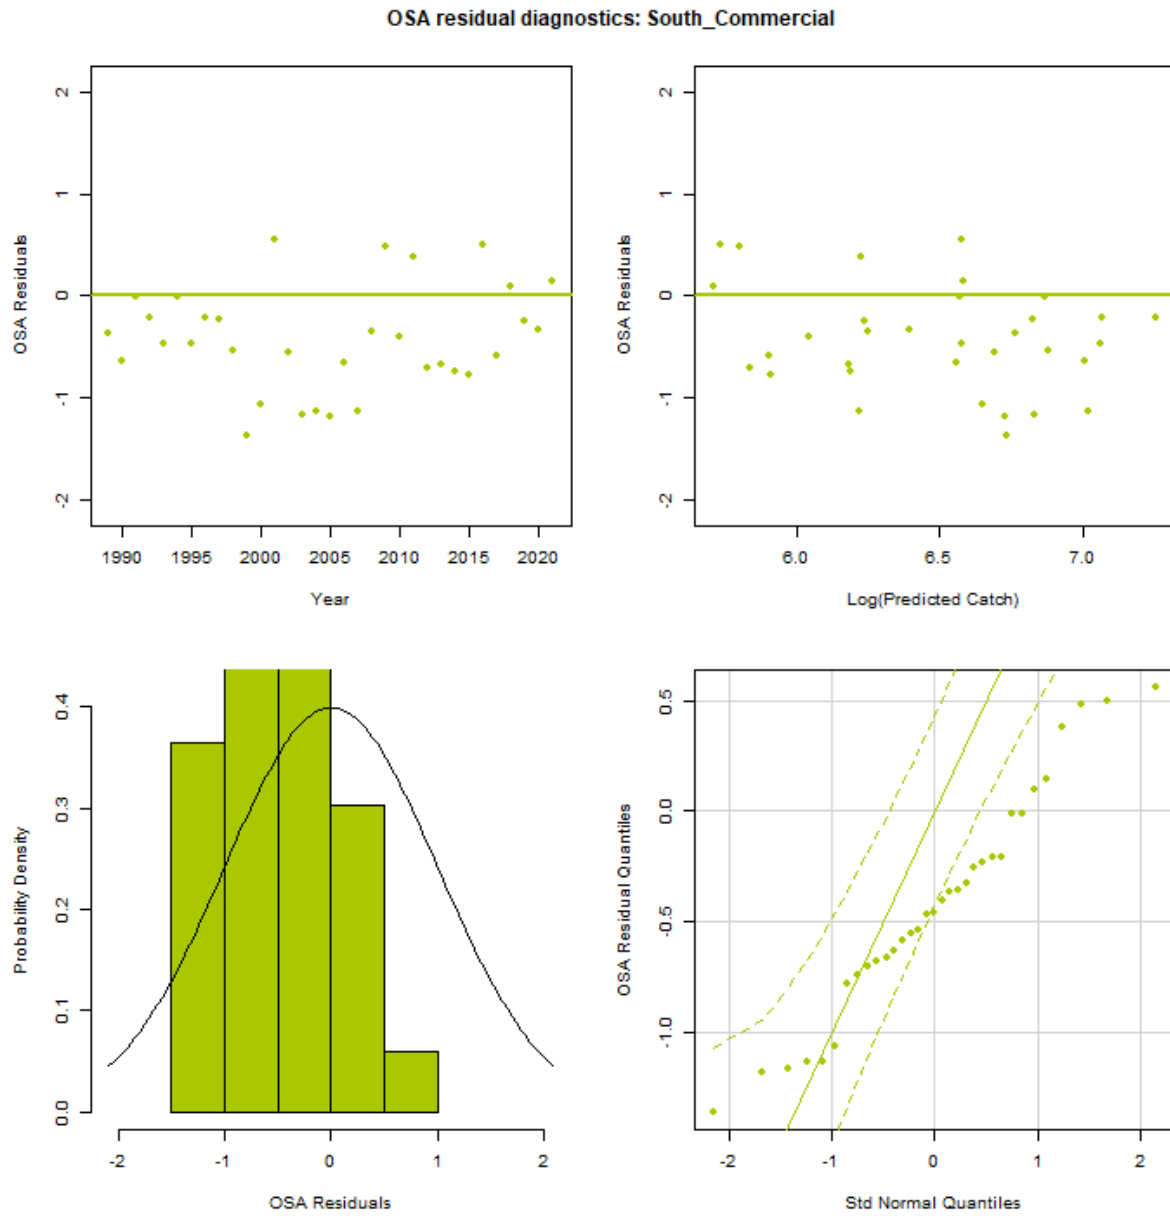 OSA residual diagnostics: South_Commercial
2
1
0
-1
-2
OSA Residuals
1990 1995 2000 2005 2010 2015 2020
Year
2
1
0
-1
-2
OSA Residuals
6.0 6.5 7.0
Log(Predicted Catch)
0.4
0.3
0.2
0.1
0.0
Probability Density
-2 -1 0 1 2
OSA Residuals
0.5
0.0
-0.5
-1.0
OSA Residual Quantiles
-2 -1 0 1 2
Std Normal Quantiles